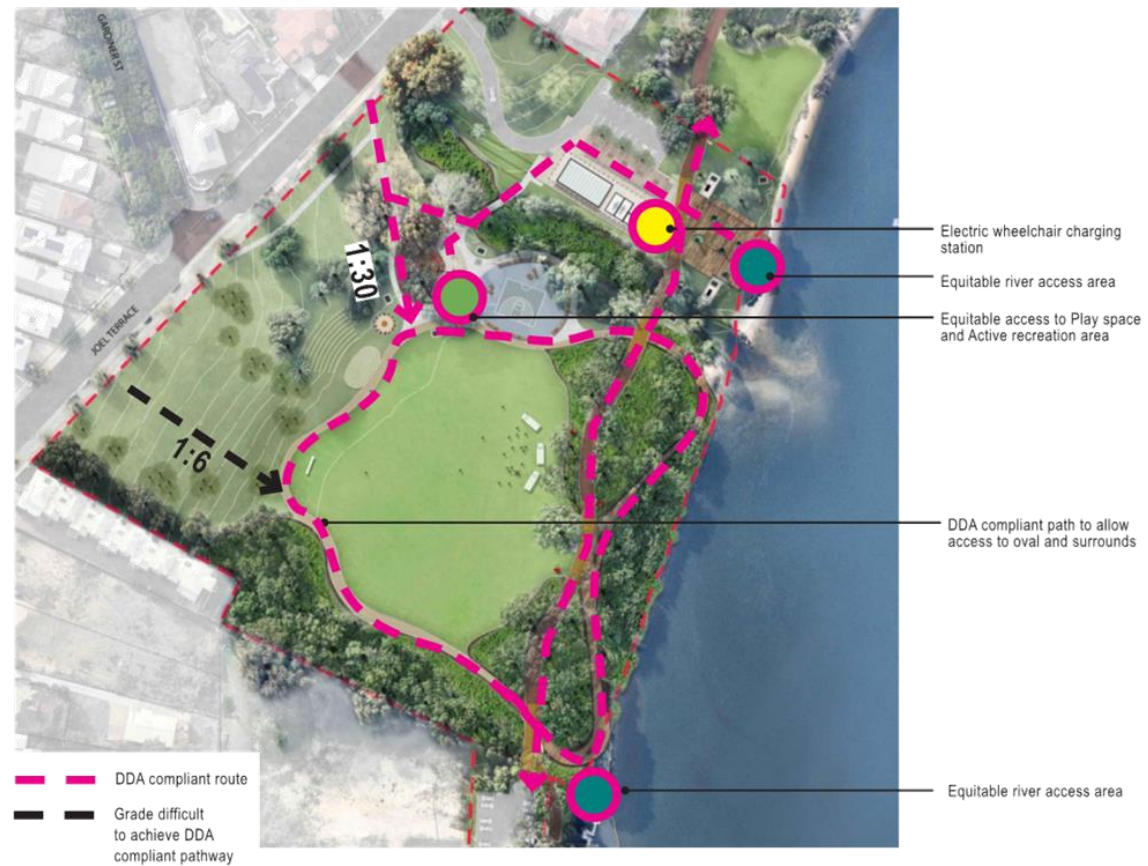 GARDNER ST
JOEL TERRACE
1:30
1:6
Electric wheelchair charging
station
Equitable river access area
Equitable access to Play space
and Active recreation area
DDA compliant path to allow
access to oval and surrounds
Equitable river access area
DDA compliant route
Grade difficult
to achieve DDA
compliant pathway